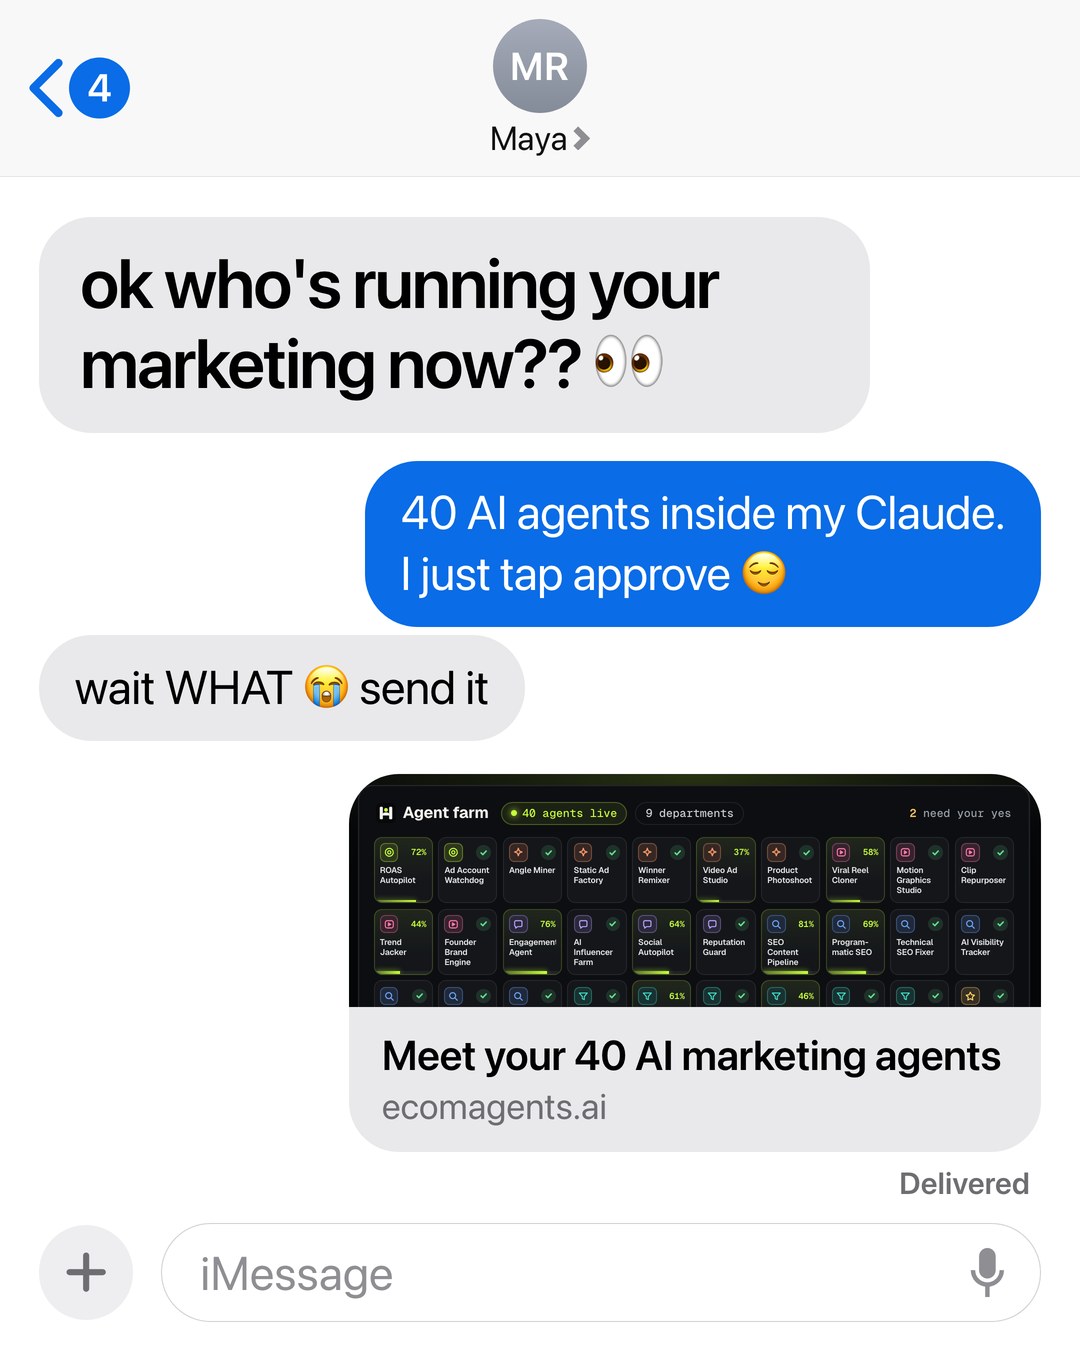 4
MR
Maya
ok who's running your
marketing now?? 👀
40 AI agents inside my Claude.
I just tap approve 😌
wait WHAT 😭 send it
Agent farm
40 agents live
9 departments
2 need your yes
72%
37%
58%
ROAS
Autopilot
Ad Account
Watchdog
Angle Miner
Static Ad
Factory
Winner
Remixer
Video Ad
Studio
Product
Photoshoot
Viral Reel
Cloner
Motion
Graphics
Studio
Clip
Repurposer
44%
76%
64%
81%
69%
Trend
Jacker
Founder
Brand
Engine
Engagement
Agent
AI
Influencer
Farm
Social
Autopilot
Reputation
Guard
SEO
Content
Pipeline
Program-
matic SEO
Technical
SEO Fixer
AI Visibility
Tracker
61%
46%
Meet your 40 AI marketing agents
ecomagents.ai
Delivered
iMessage